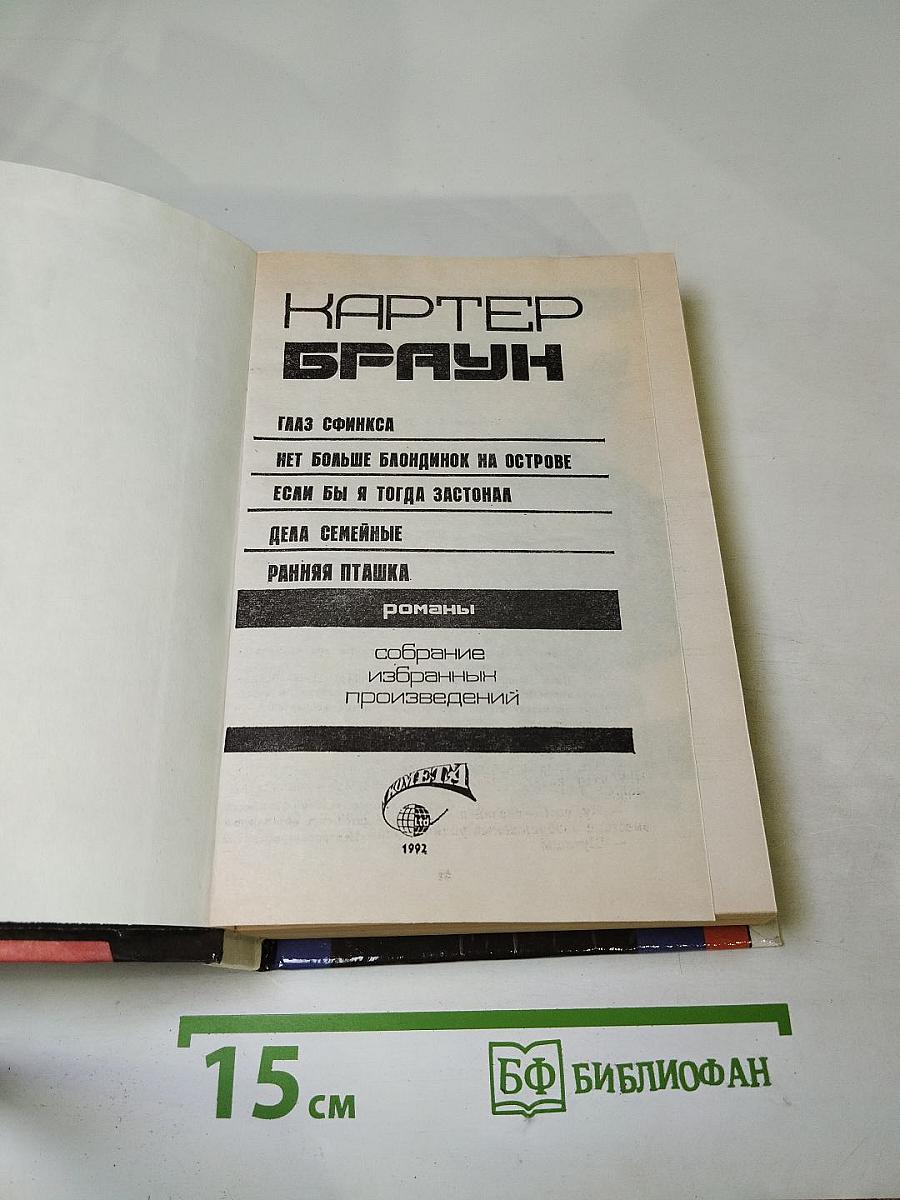 КАРТЕР
БРАУН
ГЛАЗ СФИНКСА
НЕТ БОЛЬШЕ БЛОНДИНОК НА ОСТРОВЕ
ЕСЛИ БЫ Я ТОГДА ЗАСТОНАЛ
ДЕЛА СЕМЕЙНЫЕ
РАННЯЯ ПТАШКА
романы
собрание
избранных
произведений
КОМЕТА
Ltd
1992
15 см
БФ БИБЛИОФАН